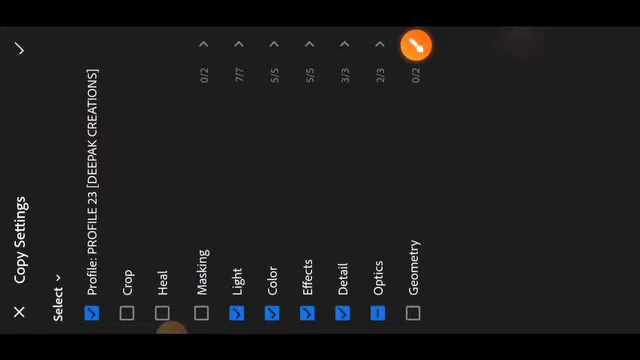 Copy Settings
Select
Profile: PROFILE 23 [DEEPAK CREATIONS]
Crop
Heal
Masking 0/2
Light 7/7
Color 5/5
Effects 5/5
Detail 3/3
Optics 2/3
Geometry 0/2